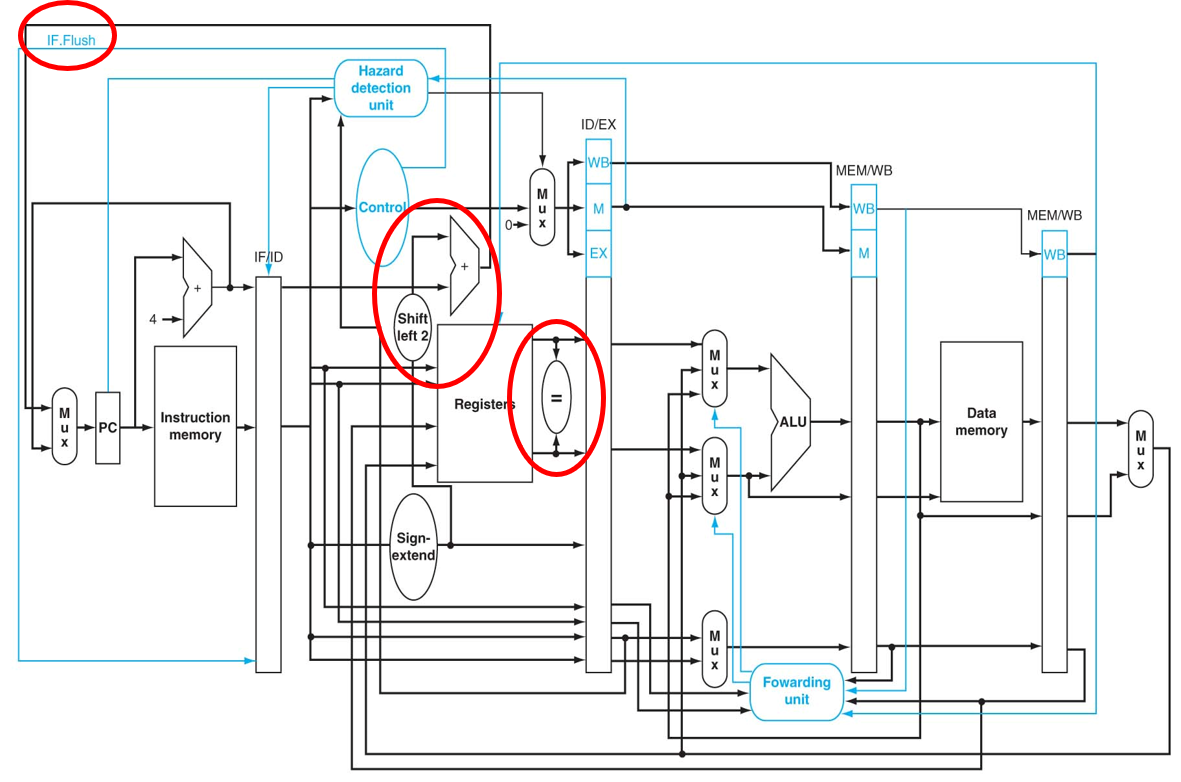 IF.Flush
Hazard
detection
unit
ID/EX
WB
M
EX
MEM/WB
WB
M
MEM/WB
WB
Control
M
u
x
0
IF/ID
+
4
+
Shift
left 2
M
u
x
PC
Instruction
memory
Registers
=
M
u
x
M
u
x
ALU
Data
memory
M
u
x
Sign-
extend
M
u
x
Fowarding
unit